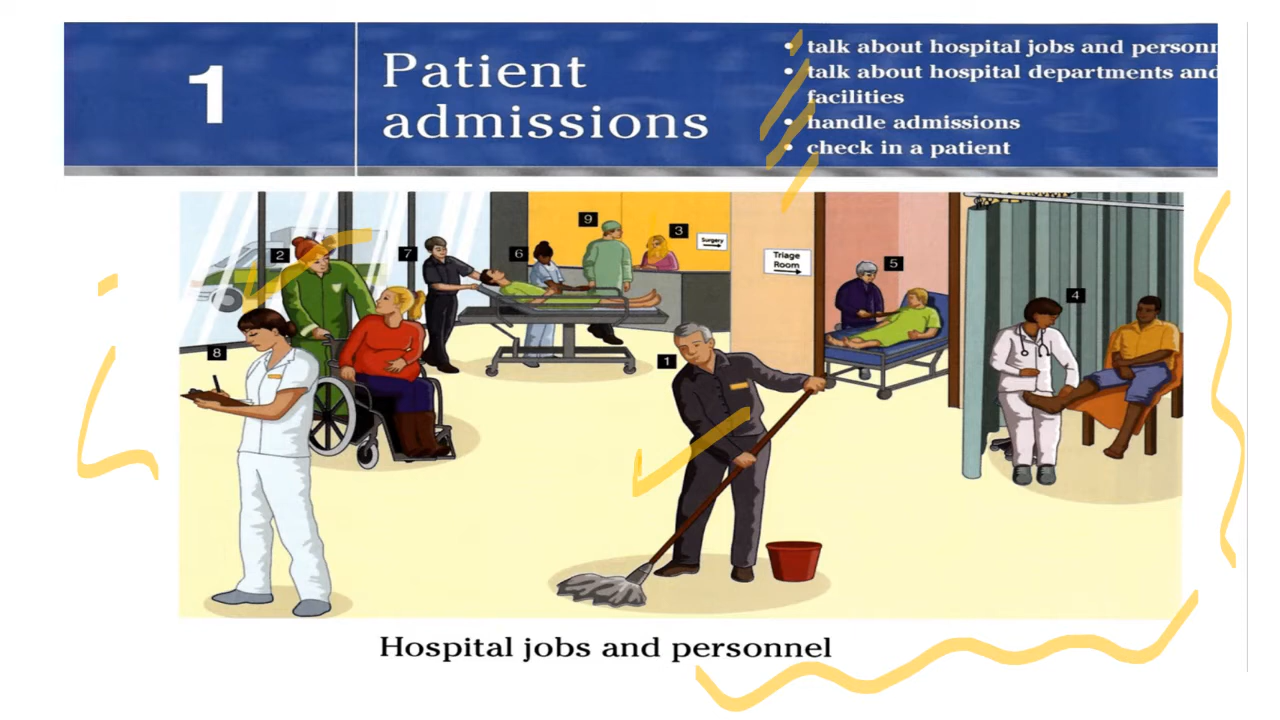 1
Patient
admissions
• talk about hospital jobs and
• talk about hospital departments and
facilities
• handle admissions
• check in a patient
9
3
Surgery
2
7
6
Triage
Room
5
4
8
1
Hospital jobs and personnel